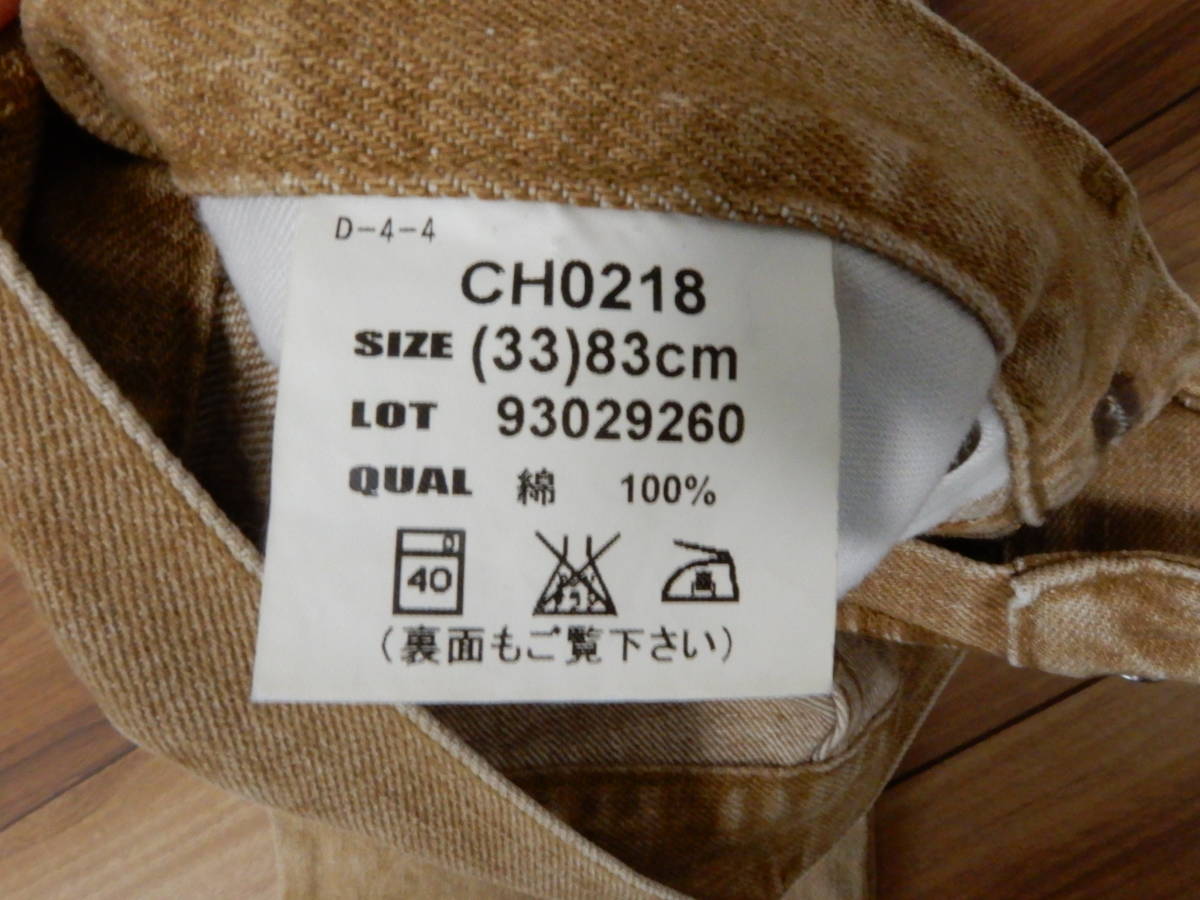 D-4-4
CH0218
SIZE (33)83cm
LOT 93029260
QUAL 綿 100%
40 高
(裏面もご覧下さい)